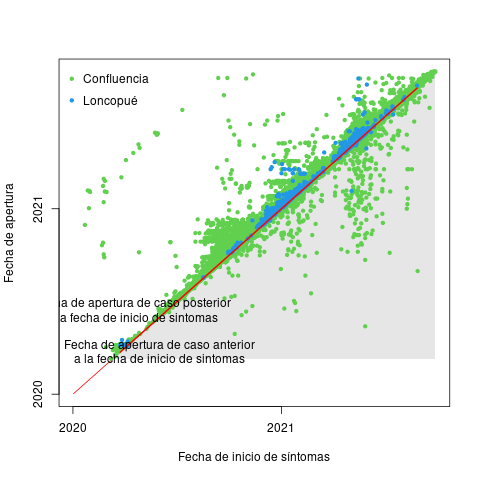 Confluencia
Loncopué
Fecha de apertura
2021
2020
a de apertura de caso posterior
a fecha de inicio de síntomas
Fecha de apertura de caso anterior
a la fecha de inicio de síntomas
2020
2021
Fecha de inicio de síntomas